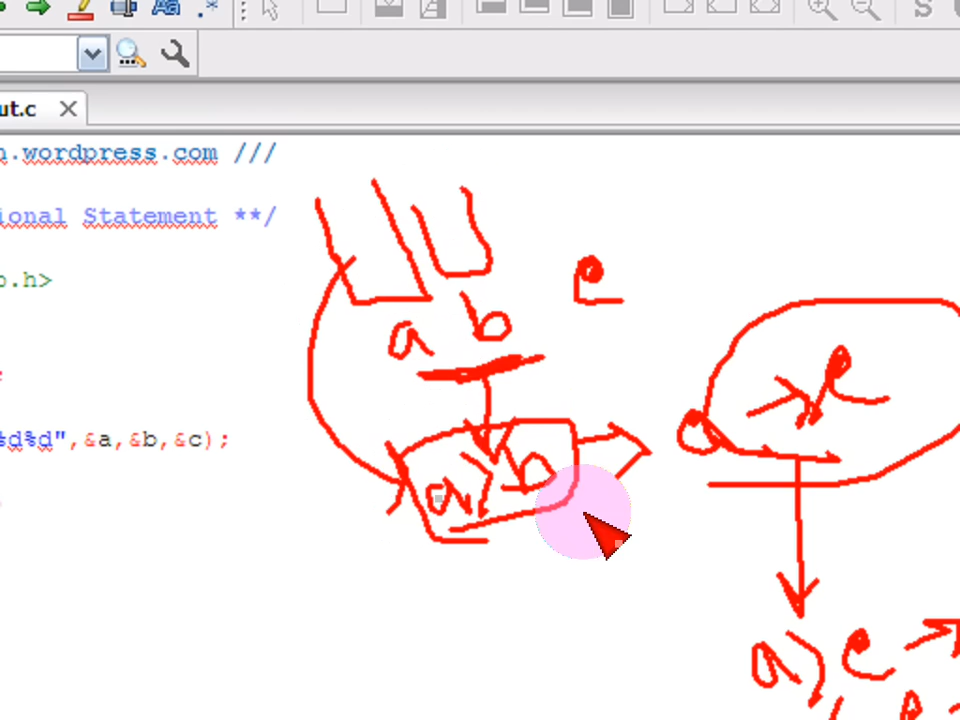 ut.c
n.wordpress.com ///
ional Statement **/
o.h>
%d%d",&a,&b,&c);
a b c
a>c
a>b
a>c